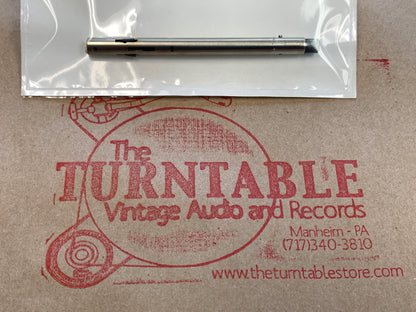 The
TURNTABLE
Vintage Audio and Records
Manheim - PA
(717)340-3810
www.theturntablestore.com